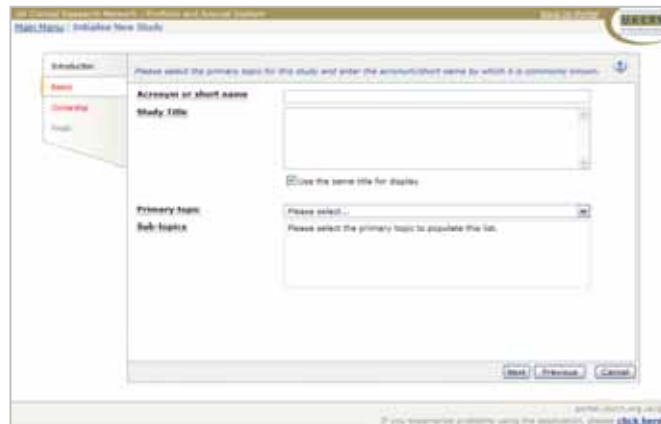 UK Clinical Research Network - Portfolio and Accrual System
Back to Portal
UKCRN
Main Menu | Initialise New Study
Introduction
Basics
Ownership
Finish
Please select the primary topic for this study and enter the acronym/short name by which it is commonly known.
Acronym or short name
Study Title
Use the same title for display
Primary topic
Please select...
Sub-topics
Please select the primary topic to populate this list.
Next
Previous
Cancel
If you experience problems using the application, please click here